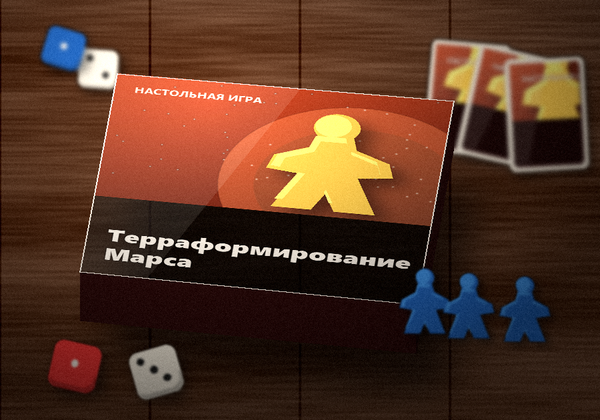 НАСТОЛЬНАЯ ИГРА
Терраформирование
Марса